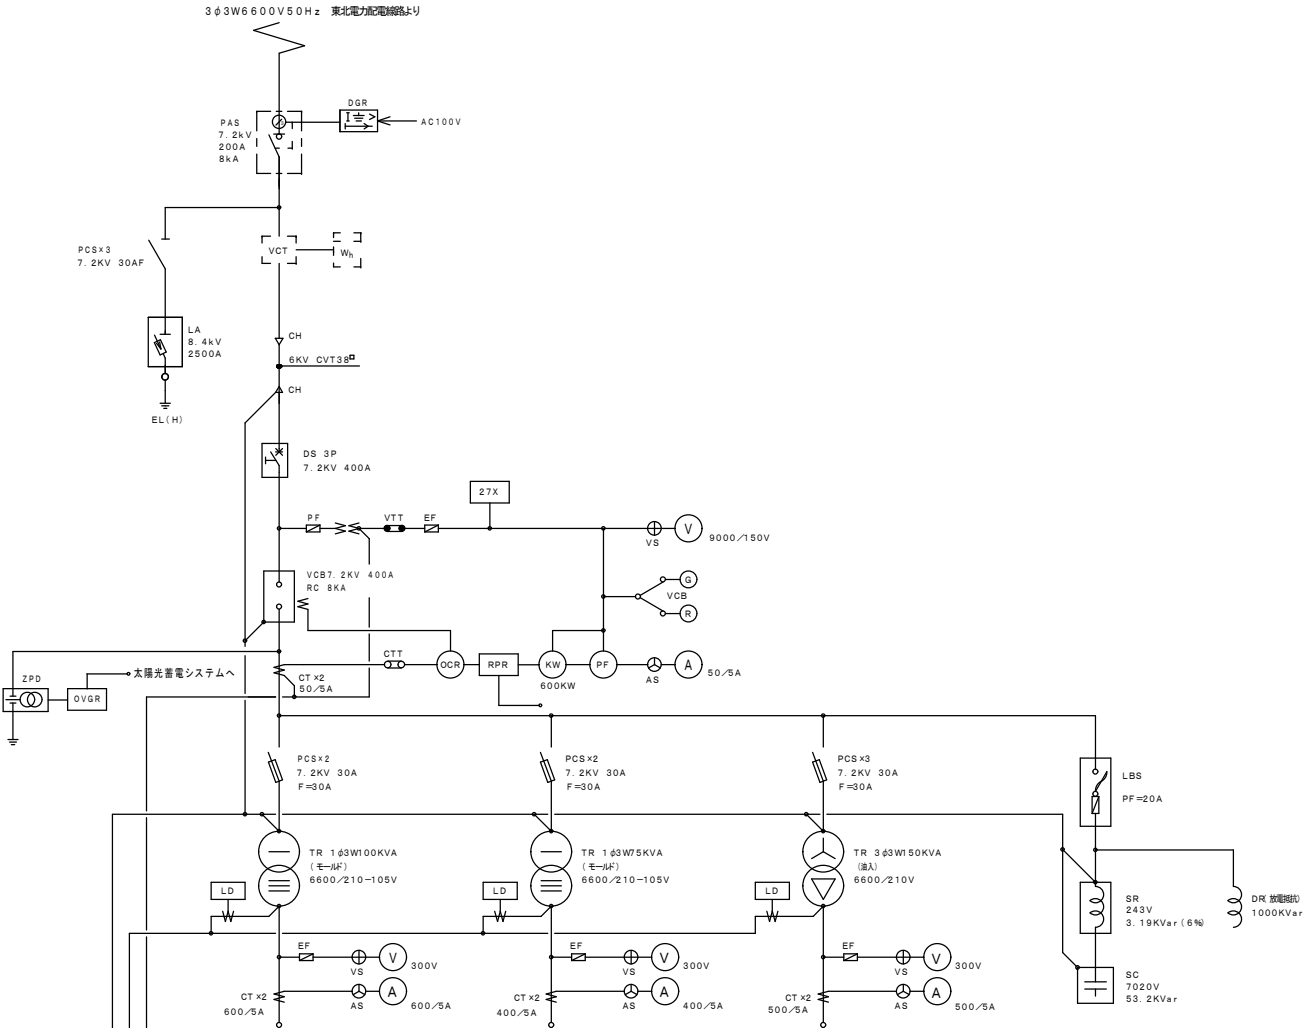 3φ3W6600V50Hz 東北電力配電線路より
DGR
PAS
7.2kV
200A
8kA
I >
AC100V
PCS×3
7.2KV 30AF
VCT
Wh
LA
8.4kV
2500A
EL(H)
CH
6KV CVT38□
CH
DS 3P
7.2KV 400A
27X
PF
VTT
EF
VS
V
9000/150V
VCB7.2KV 400A
RC 8KA
G
VCB
R
CTT
OCR
RPR
KW
600KW
PF
AS
A
50/5A
CT×2
50/5A
ZPD
OVGR
太陽光蓄電システムへ
PCS×2
7.2KV 30A
F=30A
PCS×2
7.2KV 30A
F=30A
PCS×3
7.2KV 30A
F=30A
LBS
PF=20A
TR 1φ3W100KVA
(モールド)
6600/210-105V
TR 1φ3W75KVA
(モールド)
6600/210-105V
TR 3φ3W150KVA
(油入)
6600/210V
LD
LD
LD
SR
243V
3.19KVar(6%)
DR(放電抵抗)
1000KVar
EF
VS
V
300V
EF
VS
V
300V
EF
VS
V
300V
CT×2
600/5A
AS
A
600/5A
CT×2
400/5A
AS
A
400/5A
CT×2
500/5A
AS
A
500/5A
SC
7020V
53.2KVar